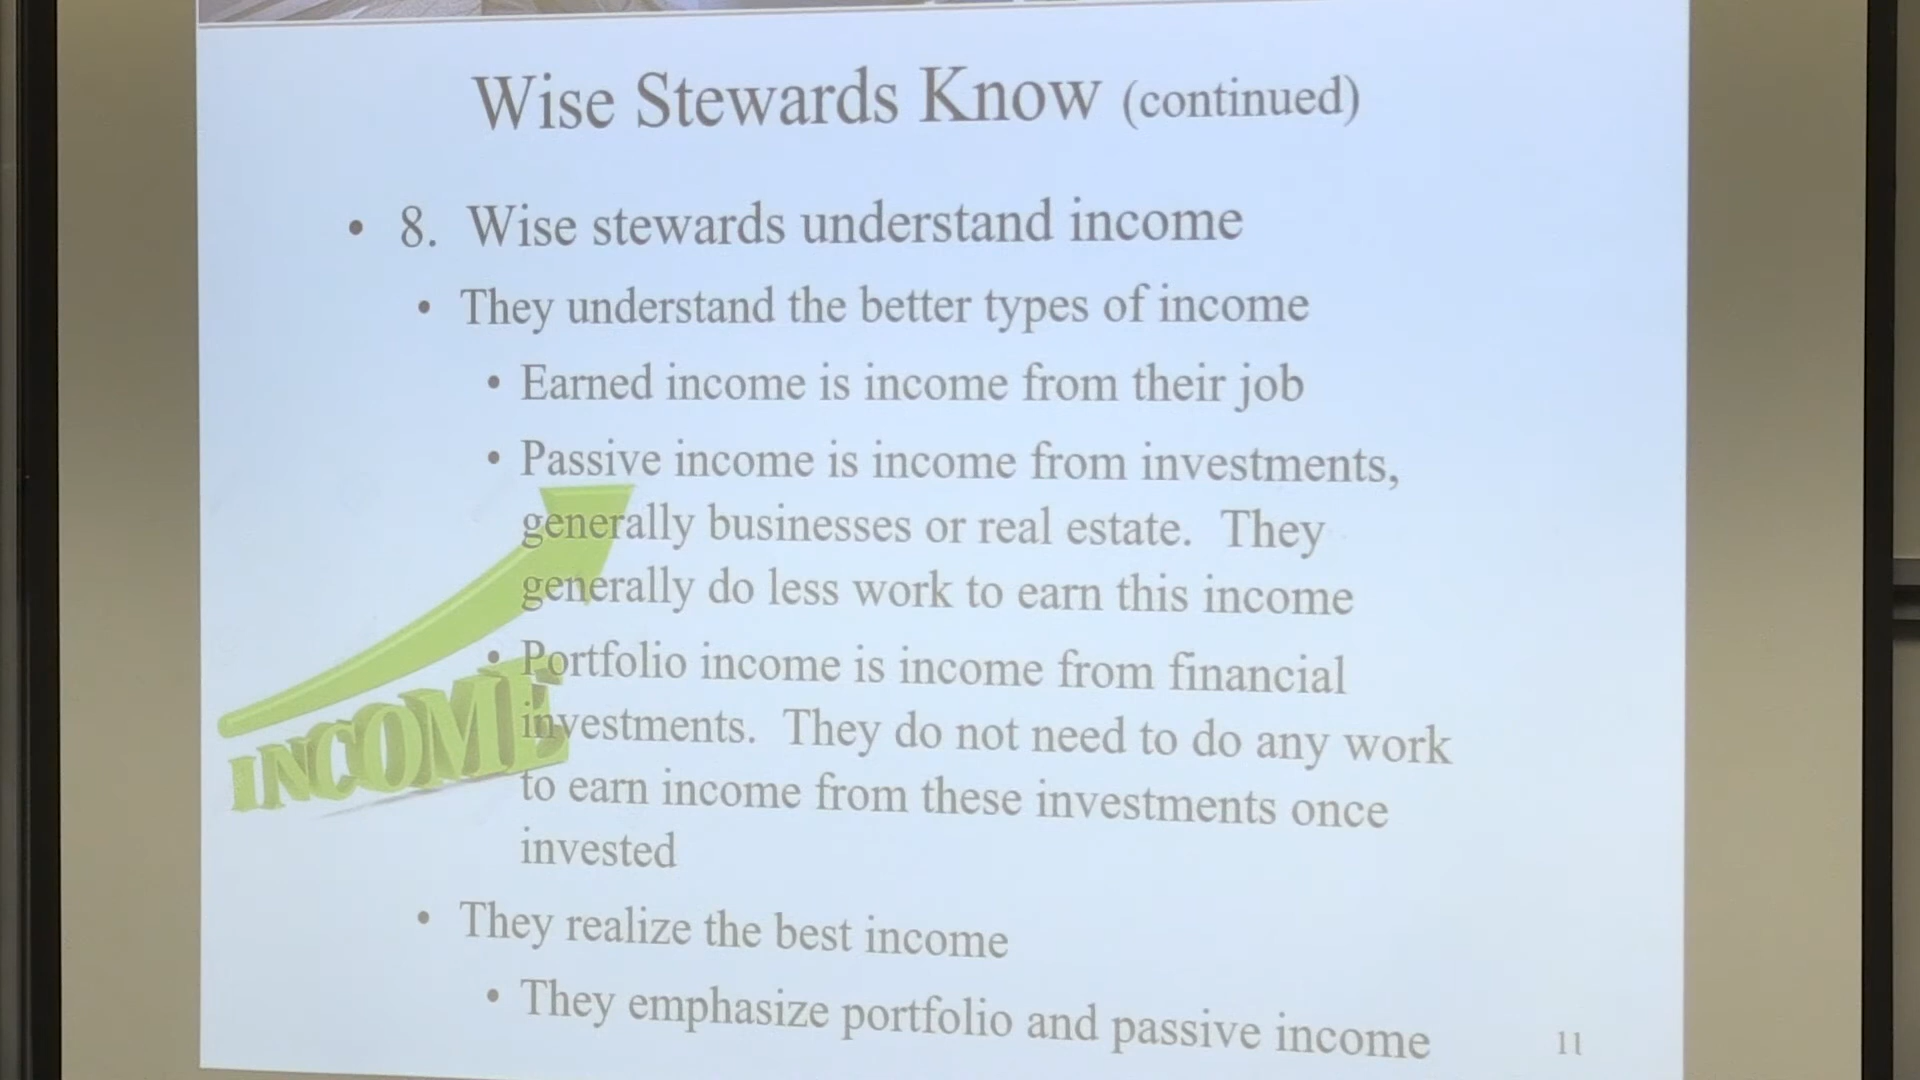 Wise Stewards Know (continued)
• 8. Wise stewards understand income
• They understand the better types of income
• Earned income is income from their job
• Passive income is income from investments,
generally businesses or real estate. They
generally do less work to earn this income
• Portfolio income is income from financial
investments. They do not need to do any work
to earn income from these investments once
invested
INCOME
• They realize the best income
• They emphasize portfolio and passive income
11